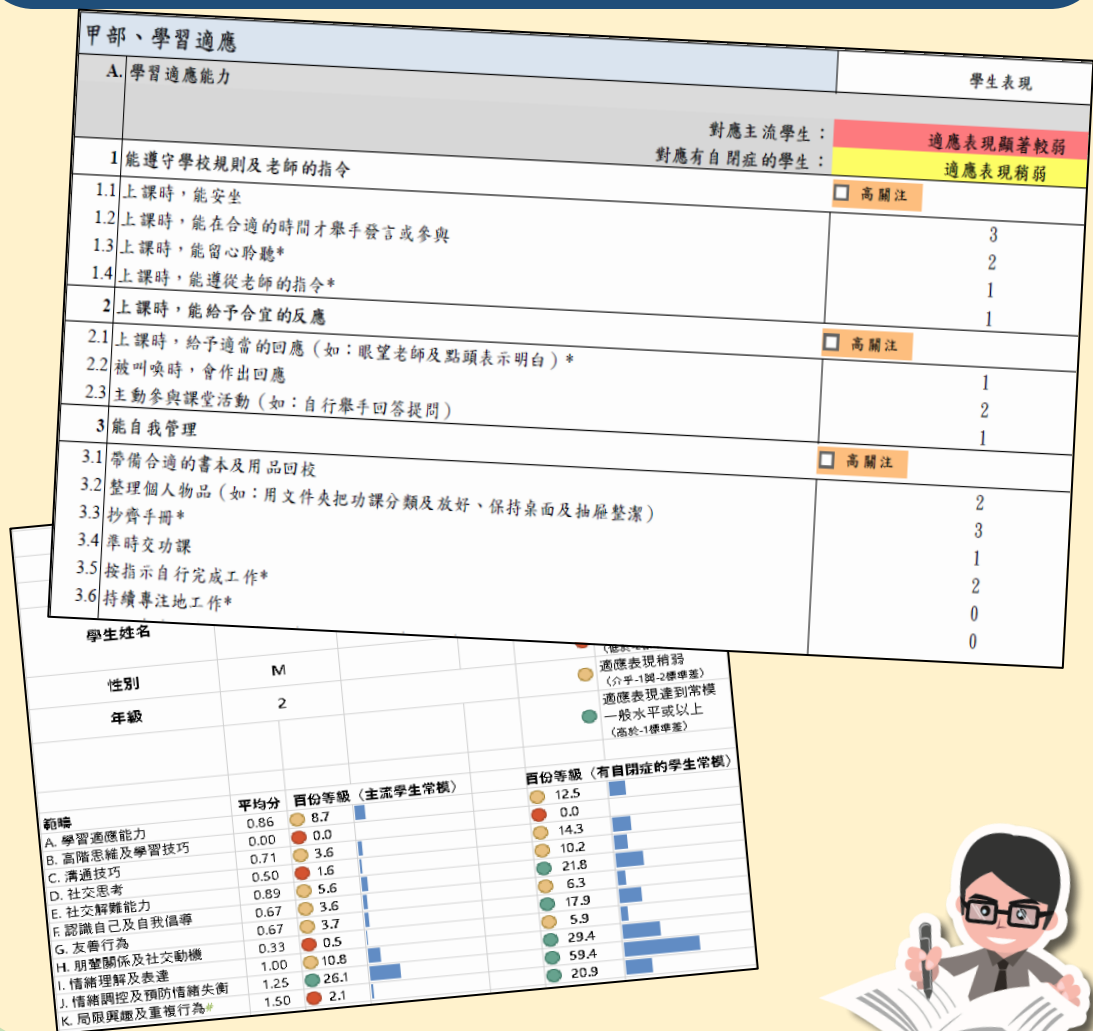 甲部、學習適應 學生表現
A. 學習適應能力
對應主流學生： 適應表現顯著較弱
對應有自閉症的學生： 適應表現稍弱
1 能遵守學校規則及老師的指令 高關注
1.1 上課時，能安坐 3
1.2 上課時，能在合適的時間才舉手發言或參與 2
1.3 上課時，能留心聆聽* 1
1.4 上課時，能遵從老師的指令* 1
2 上課時，能給予合宜的反應 高關注
2.1 上課時，給予適當的回應（如：眼望老師及點頭表示明白）* 1
2.2 被叫喚時，會作出回應 2
2.3 主動參與課堂活動（如：自行舉手回答提問） 1
3 能自我管理 高關注
3.1 帶備合適的書本及用品回校 2
3.2 整理個人物品（如：用文件夾把功課分類及放好、保持桌面及抽屜整潔） 3
3.3 抄齊手冊* 1
3.4 準時交功課 2
3.5 按指示自行完成工作* 0
3.6 持續專注地工作* 0
學生姓名
性別 M
年級 2
適應表現稍弱
（介乎-1與-2標準差）
適應表現達到常模
一般水平或以上
（高於-1標準差）
範疇 平均分 百份等級（主流學生常模） 百份等級（有自閉症的學生常模）
A. 學習適應能力 0.86 8.7 12.5
B. 高階思維及學習技巧 0.00 0.0 0.0
C. 溝通技巧 0.71 3.6 14.3
D. 社交思考 0.50 1.6 10.2
E. 社交解難能力 0.89 5.6 21.8
F. 認識自己及自我倡導 0.67 3.6 6.3
G. 友善行為 0.67 3.7 17.9
H. 朋輩關係及社交動機 0.33 0.5 5.9
I. 情緒理解及表達 1.00 10.8 29.4
J. 情緒調控及預防情緒失衡 1.25 26.1 59.4
K. 局限興趣及重複行為# 1.50 2.1 20.9